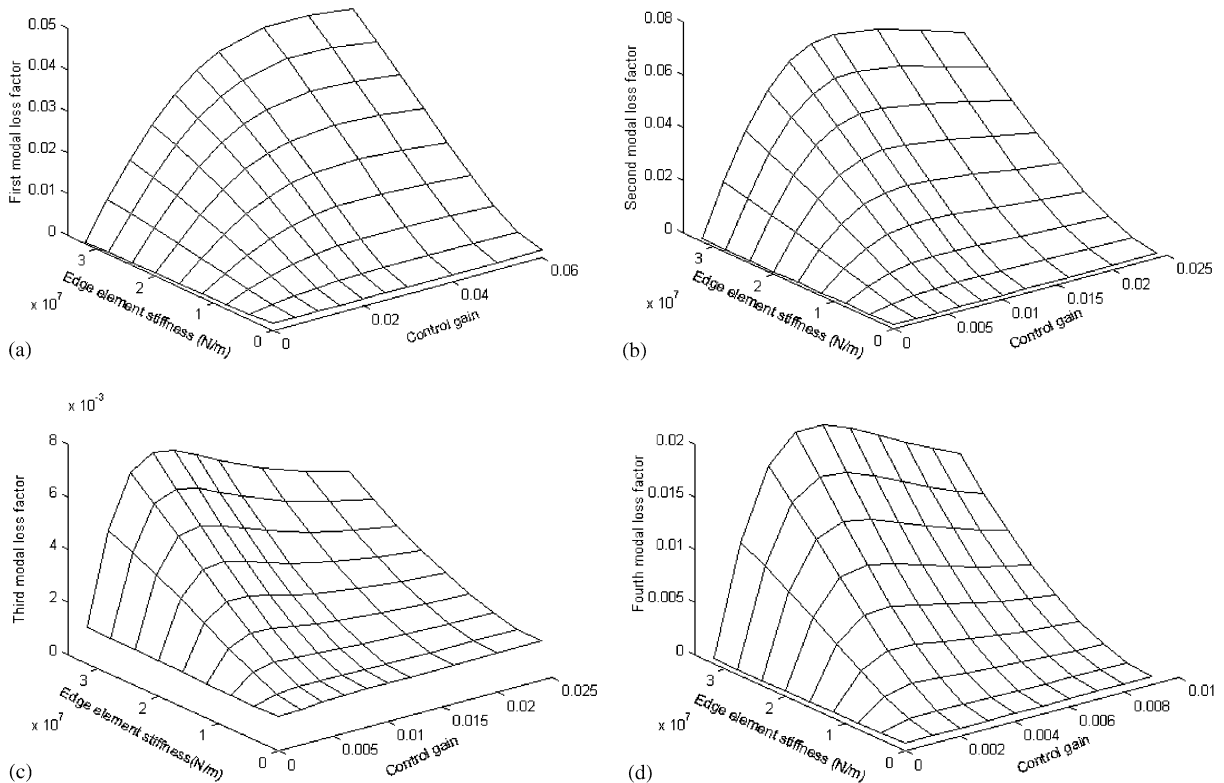 0.05
0.04
0.03
0.02
0.01
0
First modal loss factor
3
2
1
0
x 10^7
Edge element stiffness (N/m)
0
0.02
0.04
0.06
Control gain
(a)
0.08
0.06
0.04
0.02
0
Second modal loss factor
3
2
1
0
x 10^7
Edge element stiffness (N/m)
0
0.005
0.01
0.015
0.02
0.025
Control gain
(b)
x 10^-3
8
6
4
2
0
Third modal loss factor
3
2
1
0
x 10^7
Edge element stiffness(N/m)
0
0.005
0.01
0.015
0.02
0.025
Control gain
(c)
0.02
0.015
0.01
0.005
0
Fourth modal loss factor
3
2
1
0
x 10^7
Edge element stiffness (N/m)
0
0.002
0.004
0.006
0.008
0.01
Control gain
(d)